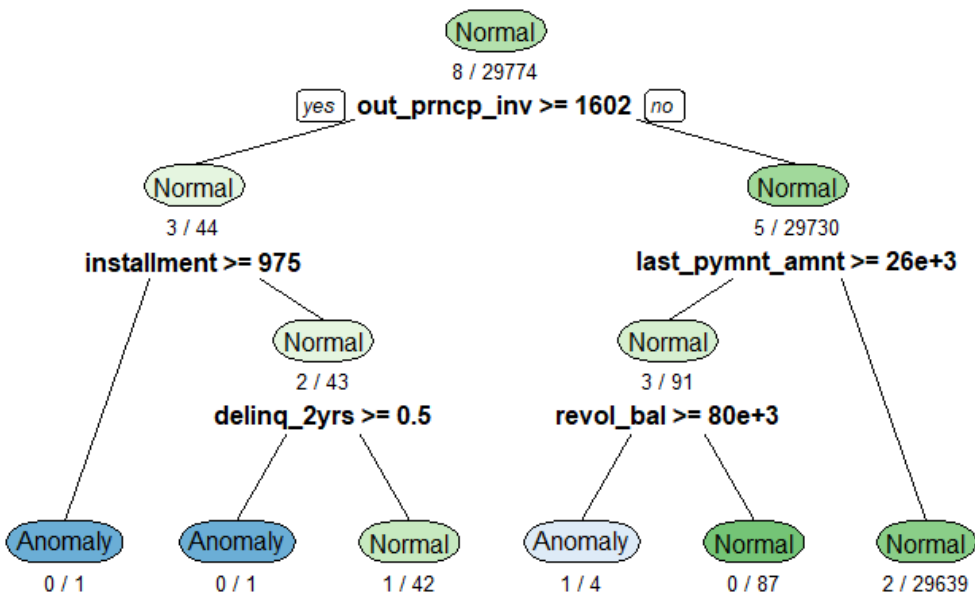 Normal
8 / 29774
yes out_prncp_inv >= 1602 no
Normal Normal
3 / 44 5 / 29730
installment >= 975 last_pymnt_amnt >= 26e+3
Normal Normal
2 / 43 3 / 91
delinq_2yrs >= 0.5 revol_bal >= 80e+3
Anomaly Anomaly Normal Anomaly Normal Normal
0 / 1 0 / 1 1 / 42 1 / 4 0 / 87 2 / 29639